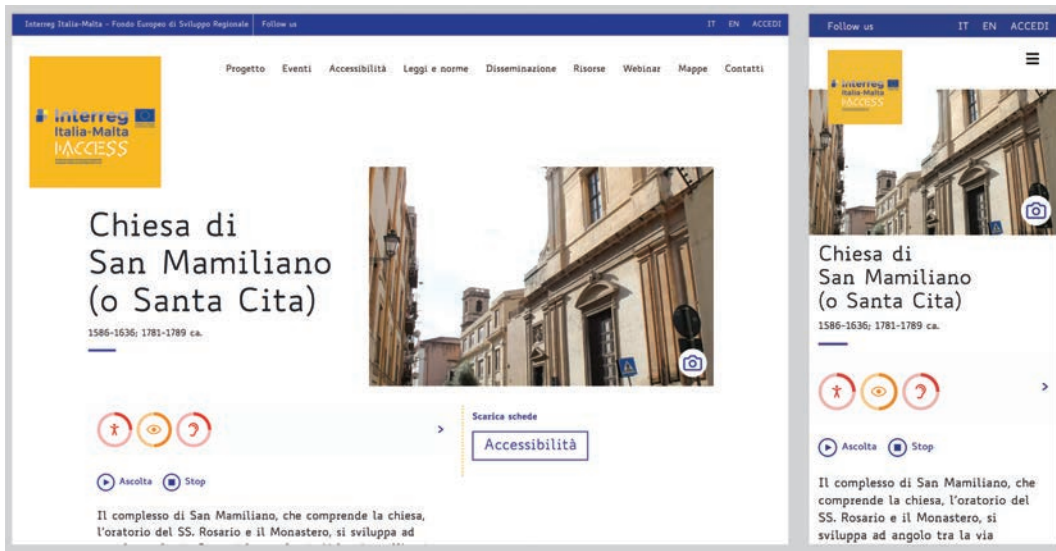 Interreg Italia-Malta - Fondo Europeo di Sviluppo Regionale Follow us IT EN ACCEDI
Progetto Eventi Accessibilità Leggi e norme Disseminazione Risorse Webinar Mappe Contatti
Interreg
Italia-Malta
I-ACCESS
Chiesa di
San Mamiliano
(o Santa Cita)
1586-1636; 1781-1789 ca.
Scarica schede
Accessibilità
Ascolta Stop
Il complesso di San Mamiliano, che comprende la chiesa,
l'oratorio del SS. Rosario e il Monastero, si sviluppa ad
Follow us IT EN ACCEDI
Interreg
Italia-Malta
I-ACCESS
Chiesa di
San Mamiliano
(o Santa Cita)
1586-1636; 1781-1789 ca.
Ascolta Stop
Il complesso di San Mamiliano, che
comprende la chiesa, l'oratorio del
SS. Rosario e il Monastero, si
sviluppa ad angolo tra la via